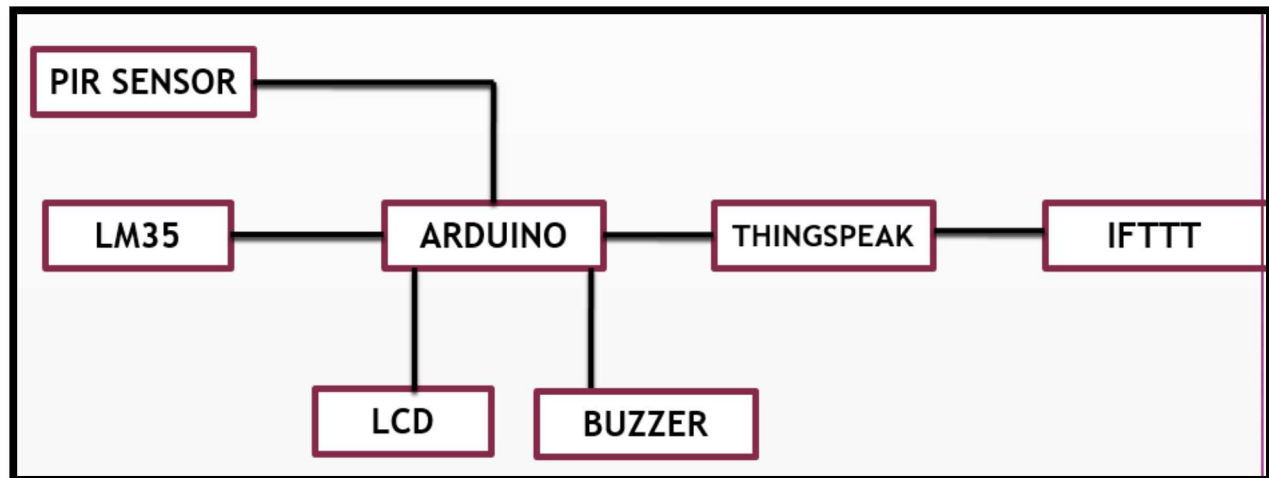 PIR SENSOR
LM35
ARDUINO
THINGSPEAK
IFTTT
LCD
BUZZER